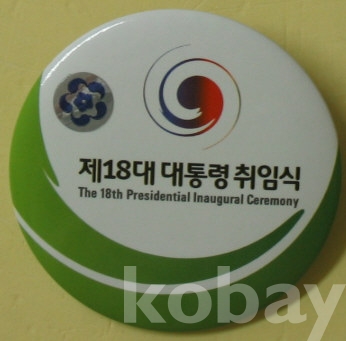 제18대 대통령 취임식
The 18th Presidential Inaugural Ceremony
kobay